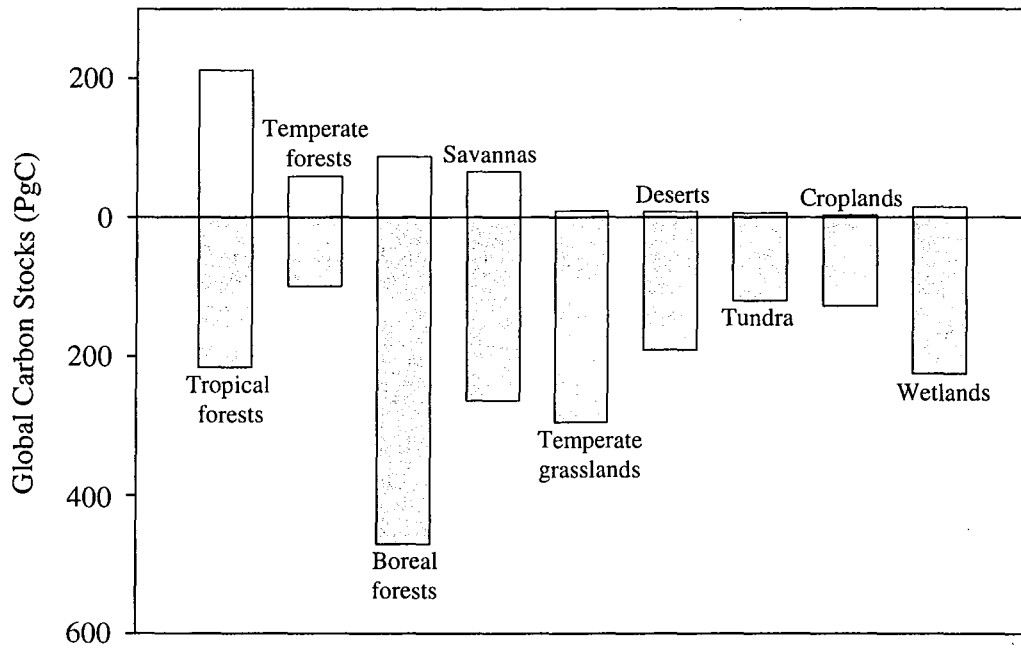 Global Carbon Stocks (PgC)
200
0
200
400
600
Tropical
forests
Temperate
forests
Boreal
forests
Savannas
Temperate
grasslands
Deserts
Tundra
Croplands
Wetlands